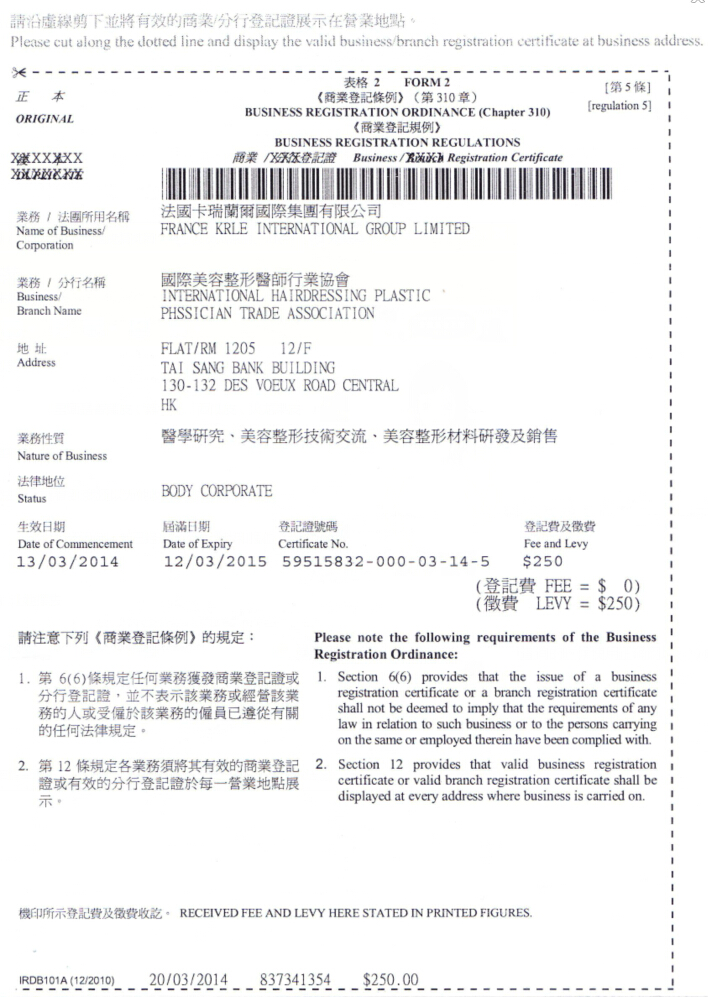 請沿虛線剪下並將有效的商業/分行登記證展示在營業地點。
Please cut along the dotted line and display the valid business/branch registration certificate at business address.
表格 2 FORM 2
[第 5 條]
正 本
《商業登記條例》（第 310 章）
[regulation 5]
ORIGINAL
BUSINESS REGISTRATION ORDINANCE (Chapter 310)
《商業登記規例》
BUSINESS REGISTRATION REGULATIONS
商業 / 登記證 Business / Registration Certificate
業務 / 法團所用名稱
法國卡瑞蘭爾國際集團有限公司
Name of Business/
FRANCE KRLE INTERNATIONAL GROUP LIMITED
Corporation
業務 / 分行名稱
國際美容整形醫師行業協會
Business/
INTERNATIONAL HAIRDRESSING PLASTIC
Branch Name
PHSSICIAN TRADE ASSOCIATION
地 址
FLAT/RM 1205 12/F
Address
TAI SANG BANK BUILDING
130-132 DES VOEUX ROAD CENTRAL
HK
業務性質
醫學研究、美容整形技術交流、美容整形材料研發及銷售
Nature of Business
法律地位
Status
BODY CORPORATE
生效日期 屆滿日期 登記證號碼 登記費及徵費
Date of Commencement Date of Expiry Certificate No. Fee and Levy
13/03/2014 12/03/2015 59515832-000-03-14-5 $250
(登記費 FEE = $ 0)
(徵費 LEVY = $250)
請注意下列《商業登記條例》的規定：
1. 第 6(6)條規定任何業務獲發商業登記證或
分行登記證，並不表示該業務或經營該業
務的人或受僱於該業務的僱員已遵從有關
的任何法律規定。
2. 第 12 條規定各業務須將其有效的商業登記
證或有效的分行登記證於每一營業地點展
示。
Please note the following requirements of the Business
Registration Ordinance:
1. Section 6(6) provides that the issue of a business
registration certificate or a branch registration certificate
shall not be deemed to imply that the requirements of any
law in relation to such business or to the persons carrying
on the same or employed therein have been complied with.
2. Section 12 provides that valid business registration
certificate or valid branch registration certificate shall be
displayed at every address where business is carried on.
機印所示登記費及徵費收訖。 RECEIVED FEE AND LEVY HERE STATED IN PRINTED FIGURES.
IRDB101A (12/2010) 20/03/2014 837341354 $250.00